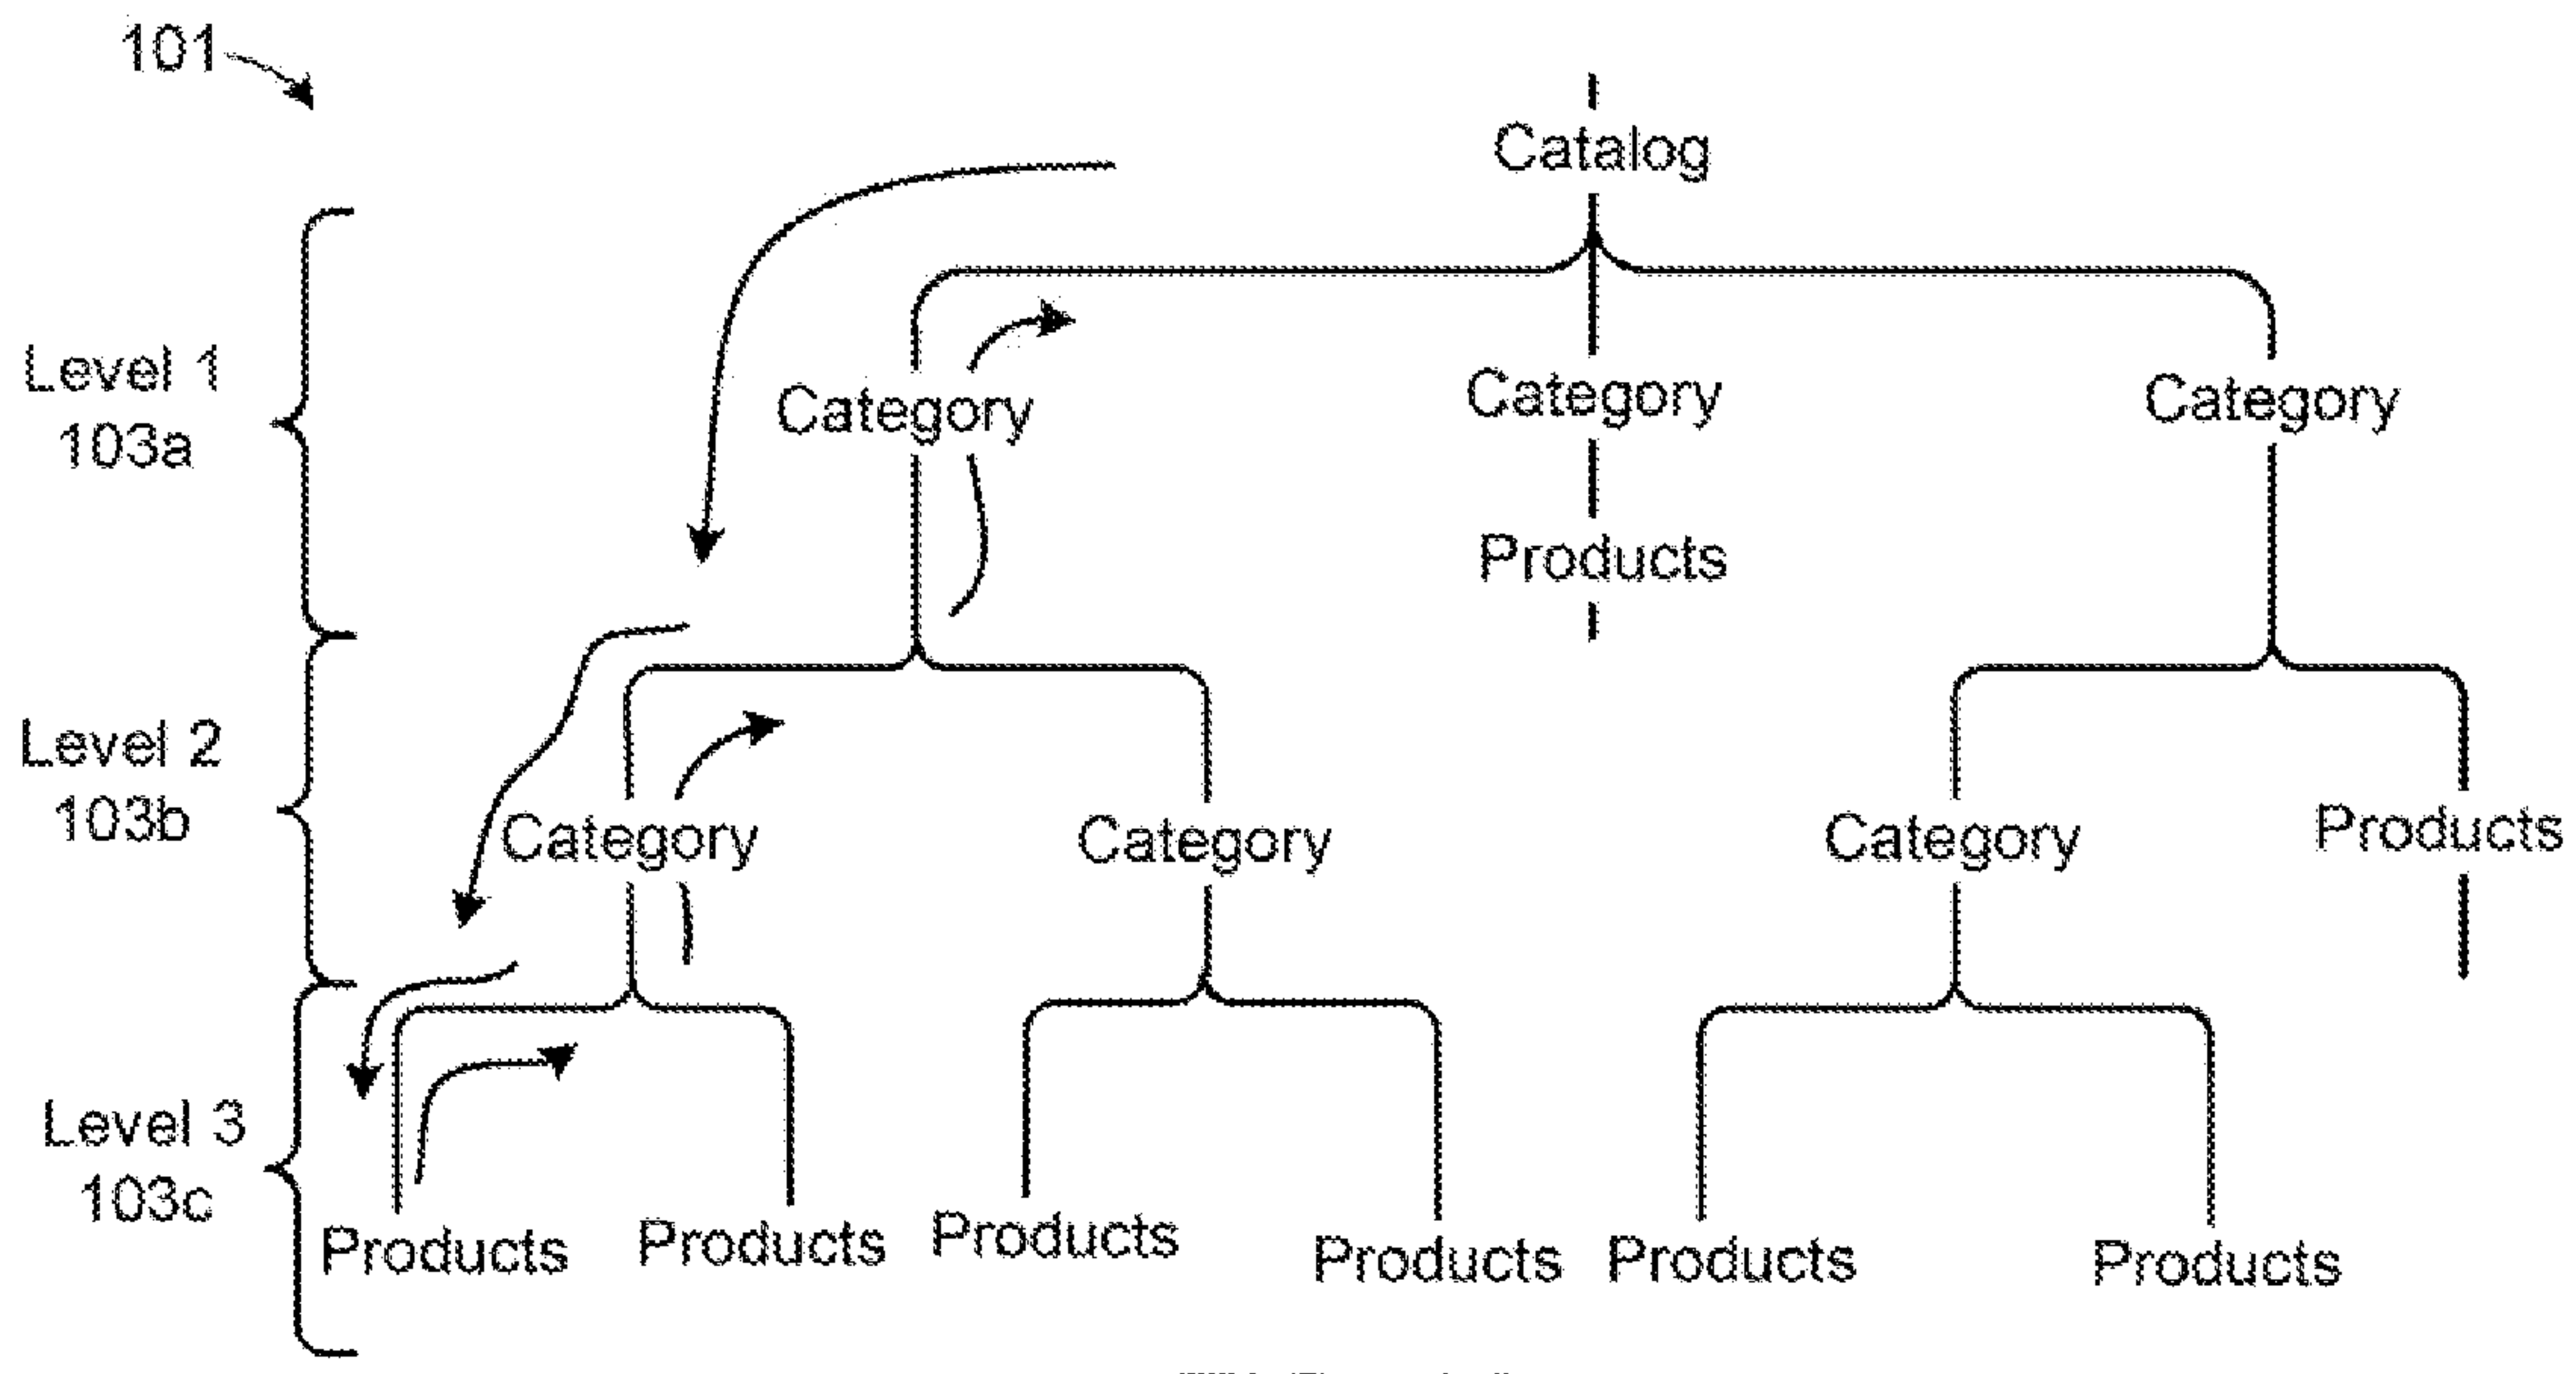 101
Catalog
Level 1
103a
Category
Category
Category
Products
Level 2
103b
Category
Category
Category
Products
Level 3
103c
Products
Products
Products
Products
Products
Products